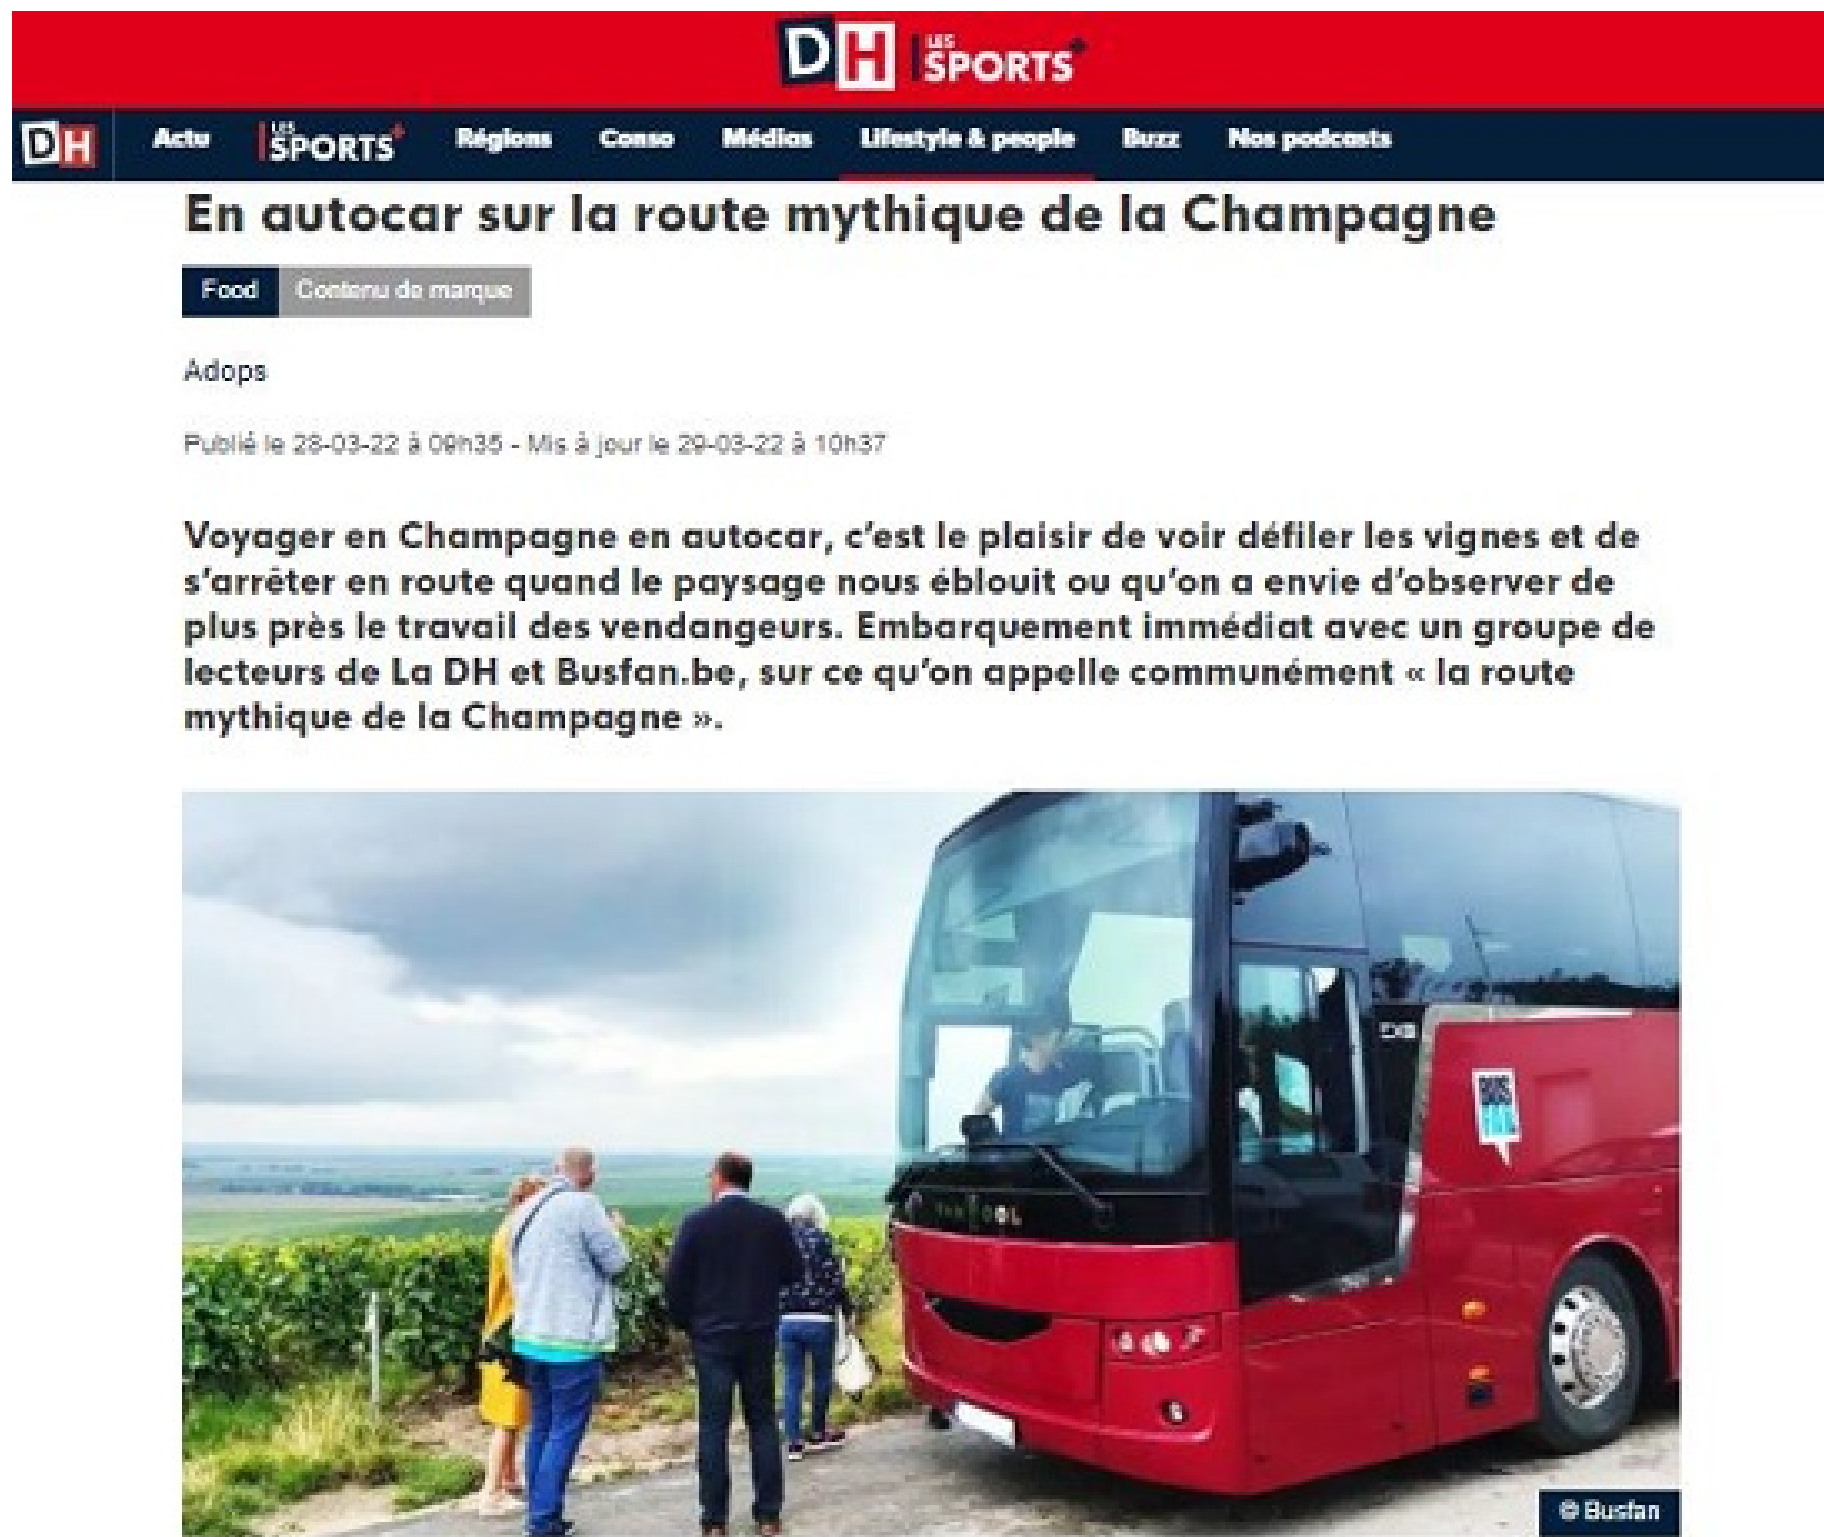 DH LES SPORTS+
DH Actu LES SPORTS+ Régions Conso Médias Lifestyle & people Buzz Nos podcasts
En autocar sur la route mythique de la Champagne
Food Contenu de marque
Adops
Publié le 28-03-22 à 09h35 - Mis à jour le 29-03-22 à 10h37
Voyager en Champagne en autocar, c’est le plaisir de voir défiler les vignes et de
s’arrêter en route quand le paysage nous éblouit ou qu’on a envie d’observer de
plus près le travail des vendangeurs. Embarquement immédiat avec un groupe de
lecteurs de La DH et Busfan.be, sur ce qu’on appelle communément « la route
mythique de la Champagne ».
BUS
FAN
© Busfan